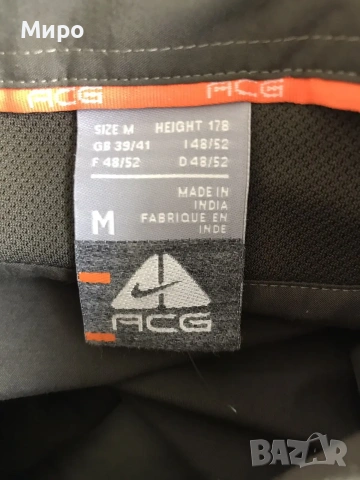 Миро
ACG ACG
SIZE M HEIGHT 178
GB 39/41 I 48/52
F 48/52 D 48/52
MADE IN
INDIA
FABRIQUE EN
INDE
M
ACG
BAZAR